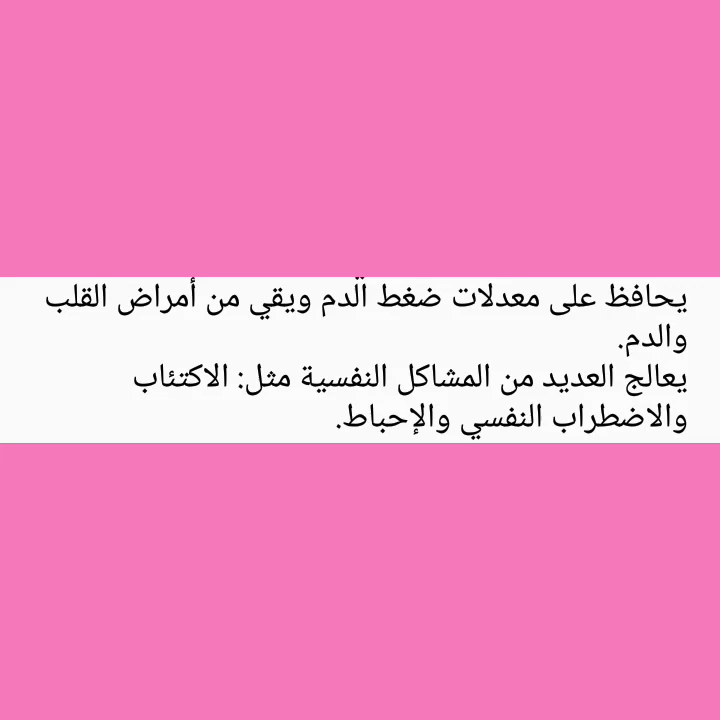 يحافظ على معدلات ضغط الدم ويقي من أمراض القلب
والدم.
يعالج العديد من المشاكل النفسية مثل: الاكتئاب
والاضطراب النفسي والإحباط.